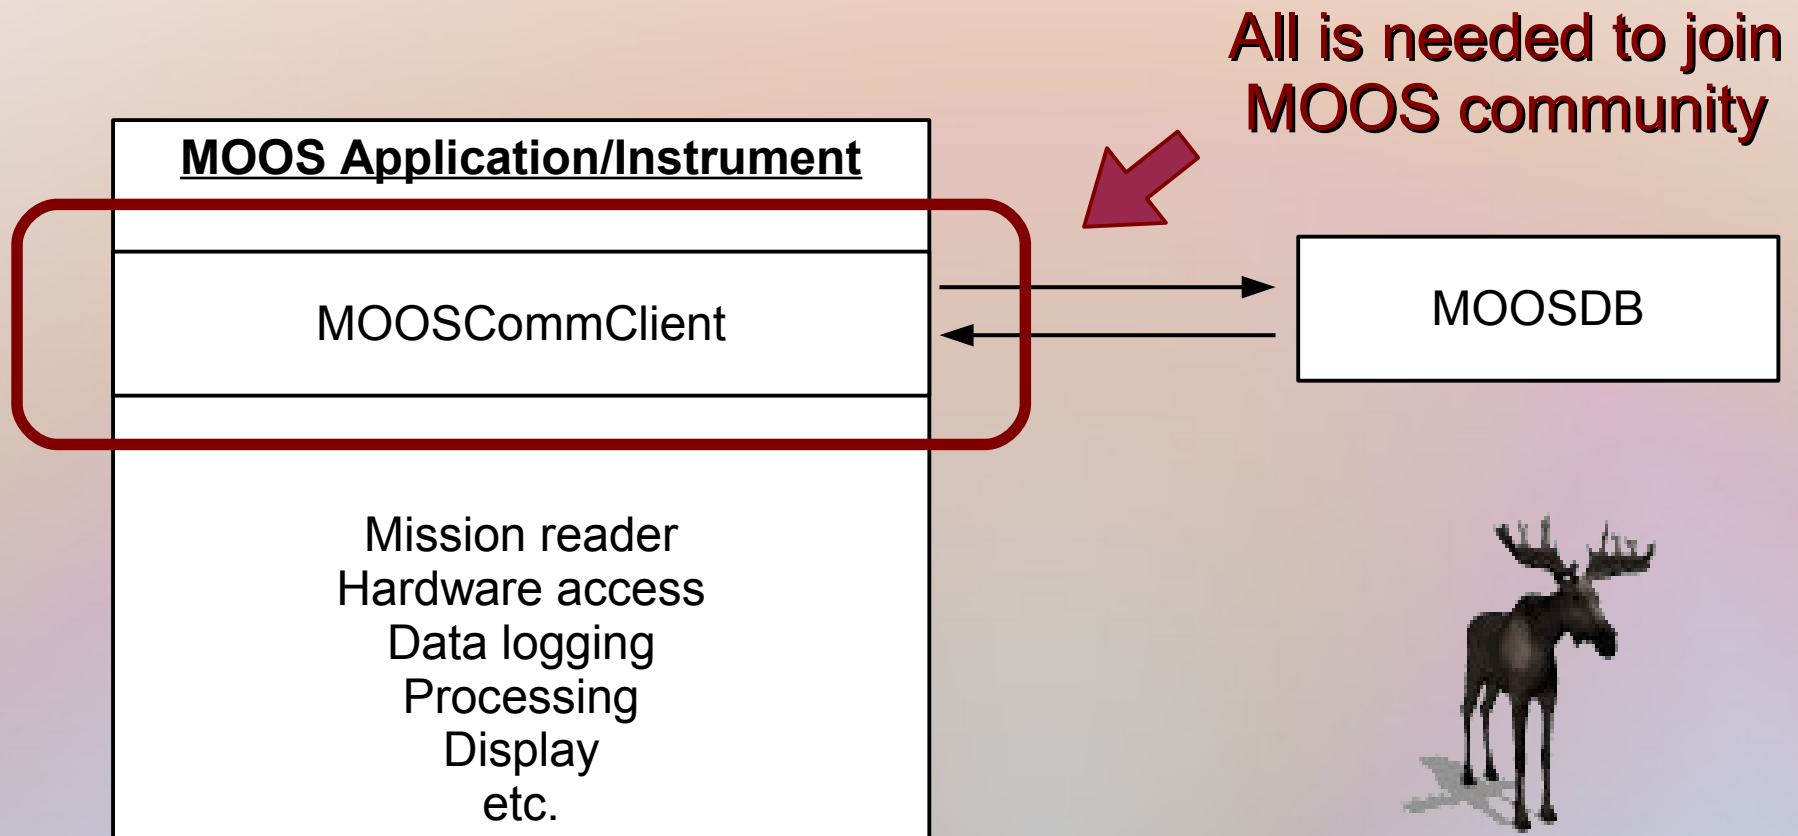 All is needed to join
MOOS community
MOOS Application/Instrument
MOOSCommClient
MOOSDB
Mission reader
Hardware access
Data logging
Processing
Display
etc.